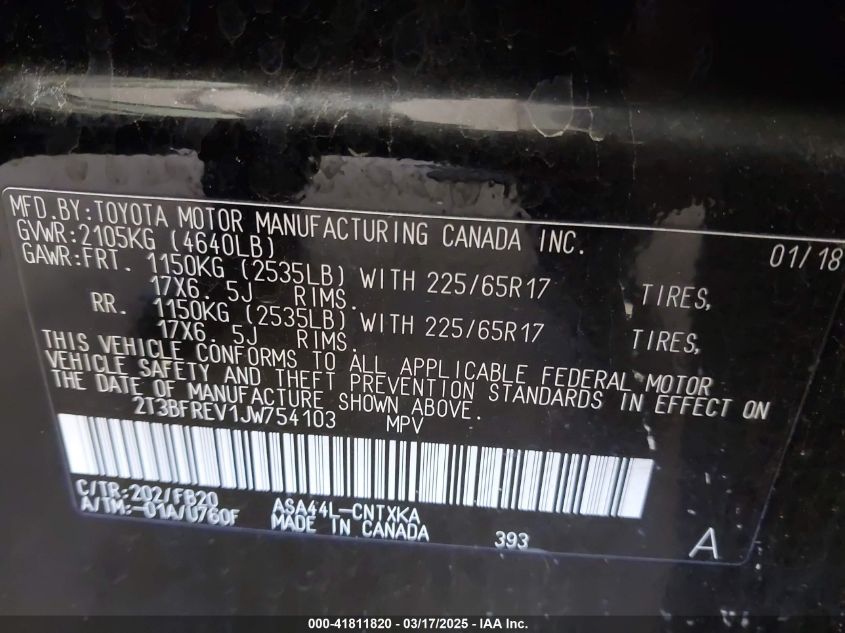 MFD.BY:TOYOTA MOTOR MANUFACTURING CANADA INC. 01/18
GVWR:2105KG (4640LB)
GAWR:FRT. 1150KG (2535LB) WITH 225/65R17 TIRES,
17X6. 5J RIMS.
RR. 1150KG (2535LB) WITH 225/65R17 TIRES,
17X6. 5J RIMS.
THIS VEHICLE CONFORMS TO ALL APPLICABLE FEDERAL MOTOR
VEHICLE SAFETY AND THEFT PREVENTION STANDARDS IN EFFECT ON
THE DATE OF MANUFACTURE SHOWN ABOVE.
2T3BFREV1JW754103 MPV
C/TR:202/FB20 ASA44L-CNTXKA
A/TM:-01A/U760F MADE IN CANADA 393 A
000-41811820 - 03/17/2025 - IAA Inc.